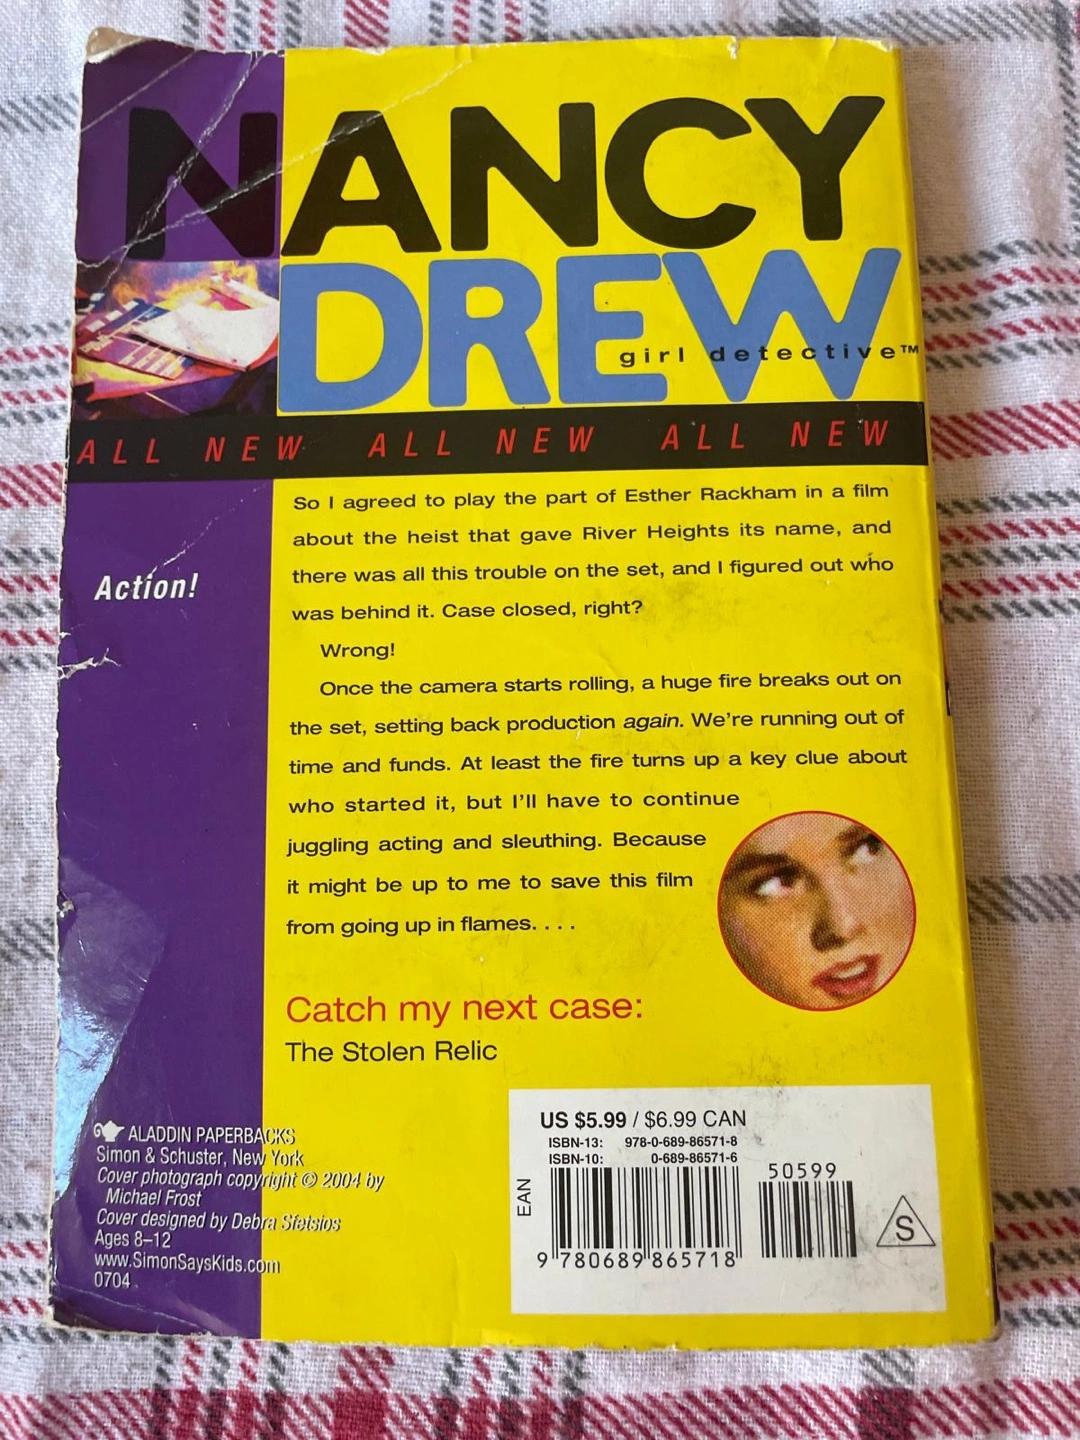 NANCY
DREW
girl detective™
ALL NEW ALL NEW ALL NEW
Action!
So I agreed to play the part of Esther Rackham in a film
about the heist that gave River Heights its name, and
there was all this trouble on the set, and I figured out who
was behind it. Case closed, right?
Wrong!
Once the camera starts rolling, a huge fire breaks out on
the set, setting back production again. We're running out of
time and funds. At least the fire turns up a key clue about
who started it, but I'll have to continue
juggling acting and sleuthing. Because
it might be up to me to save this film
from going up in flames. . . .
Catch my next case:
The Stolen Relic
ALADDIN PAPERBACKS
Simon & Schuster, New York
Cover photograph copyright © 2004 by
Michael Frost
Cover designed by Debra Sfetsios
Ages 8–12
www.SimonSaysKids.com
0704
US $5.99 / $6.99 CAN
ISBN-13: 978-0-689-86571-8
ISBN-10: 0-689-86571-6
50599
EAN
9 780689 865718
S